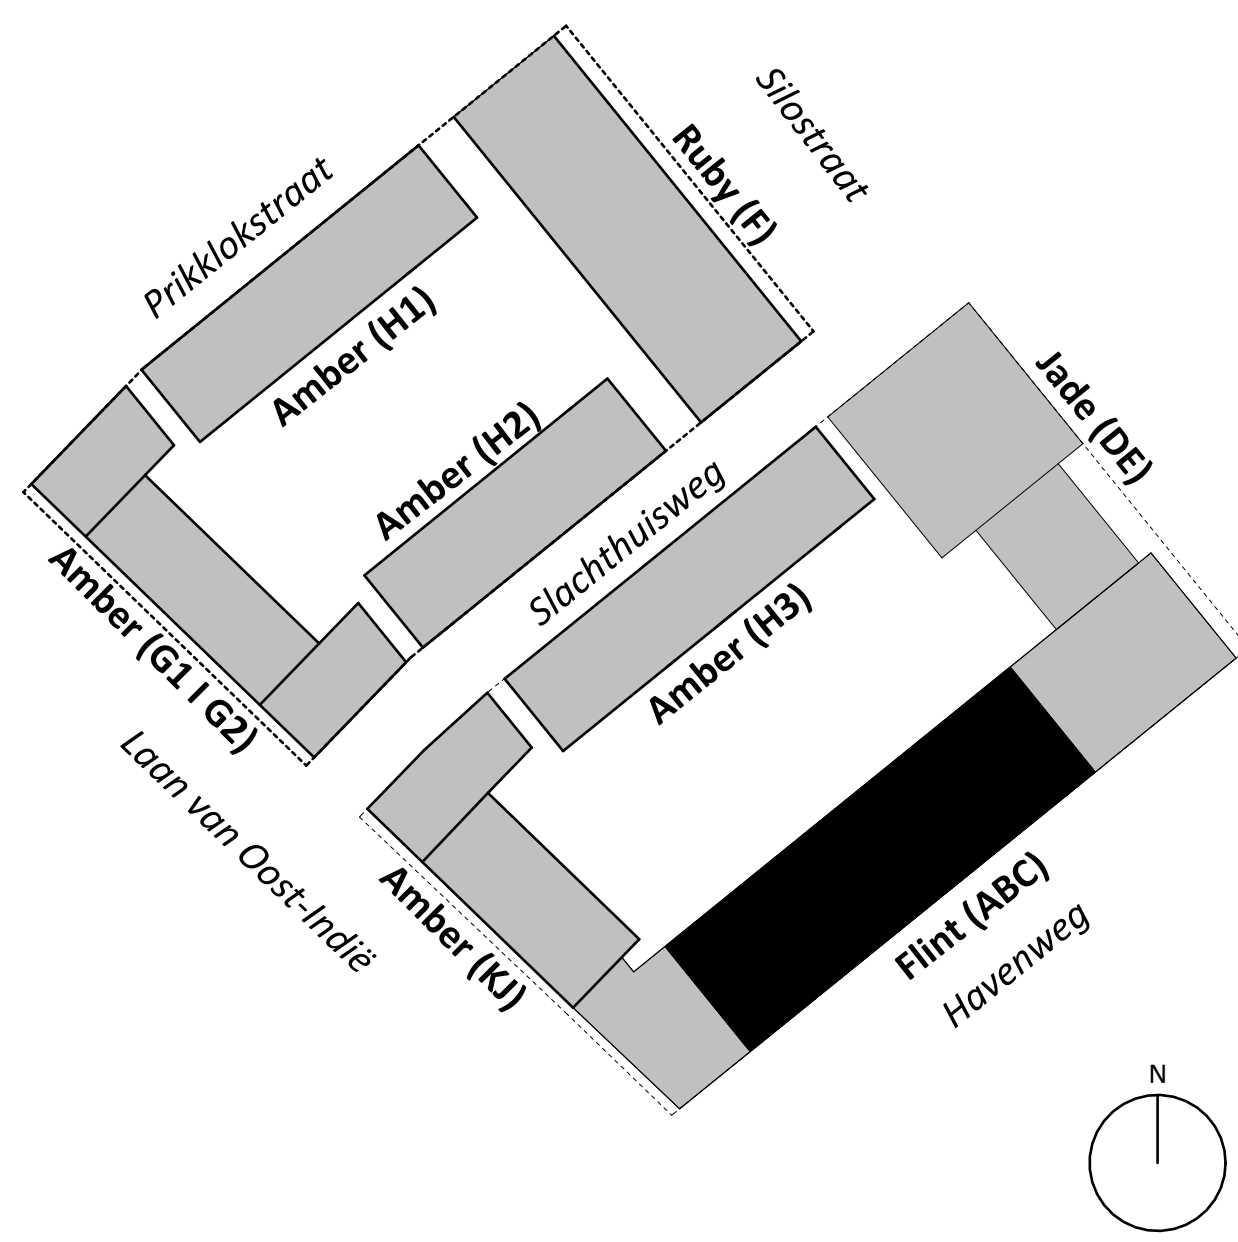 Silostraat
Ruby (F)
Prikklokstraat
Amber (H1)
Jade (DE)
Amber (H2)
Slachthuisweg
Amber (H3)
Amber (G1 I G2)
Laan van Oost-Indië
Amber (KJ)
Flint (ABC)
Havenweg
N